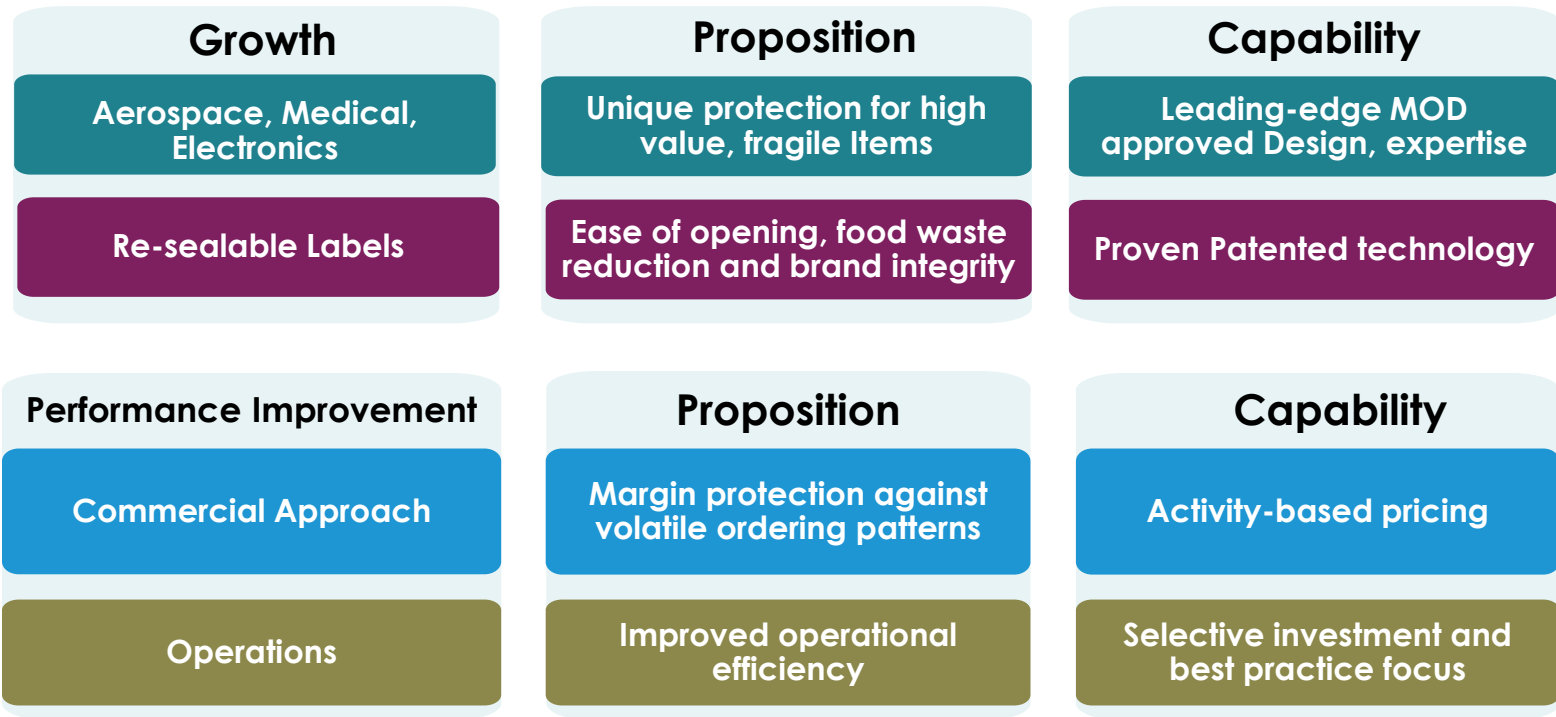 Growth
Proposition
Capability
Aerospace, Medical,
Electronics
Unique protection for high
value, fragile Items
Leading-edge MOD
approved Design, expertise
Re-sealable Labels
Ease of opening, food waste
reduction and brand integrity
Proven Patented technology
Performance Improvement
Proposition
Capability
Commercial Approach
Margin protection against
volatile ordering patterns
Activity-based pricing
Operations
Improved operational
efficiency
Selective investment and
best practice focus